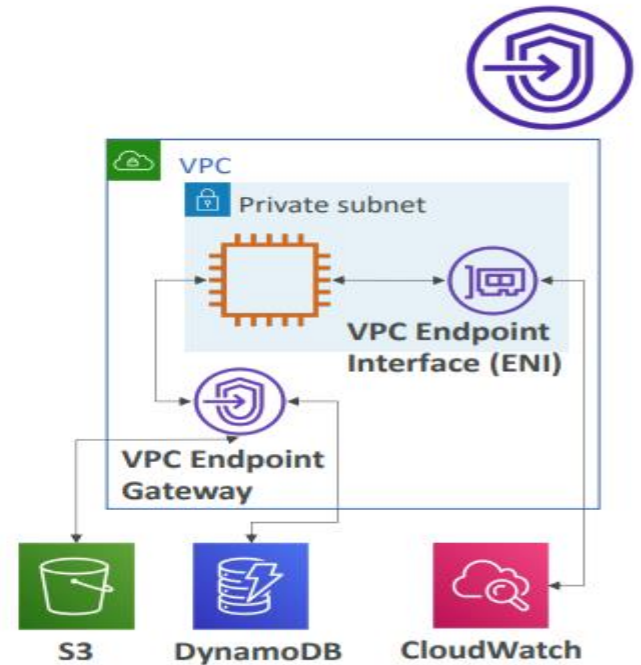 VPC
Private subnet
VPC Endpoint
Interface (ENI)
VPC Endpoint
Gateway
S3
DynamoDB
CloudWatch